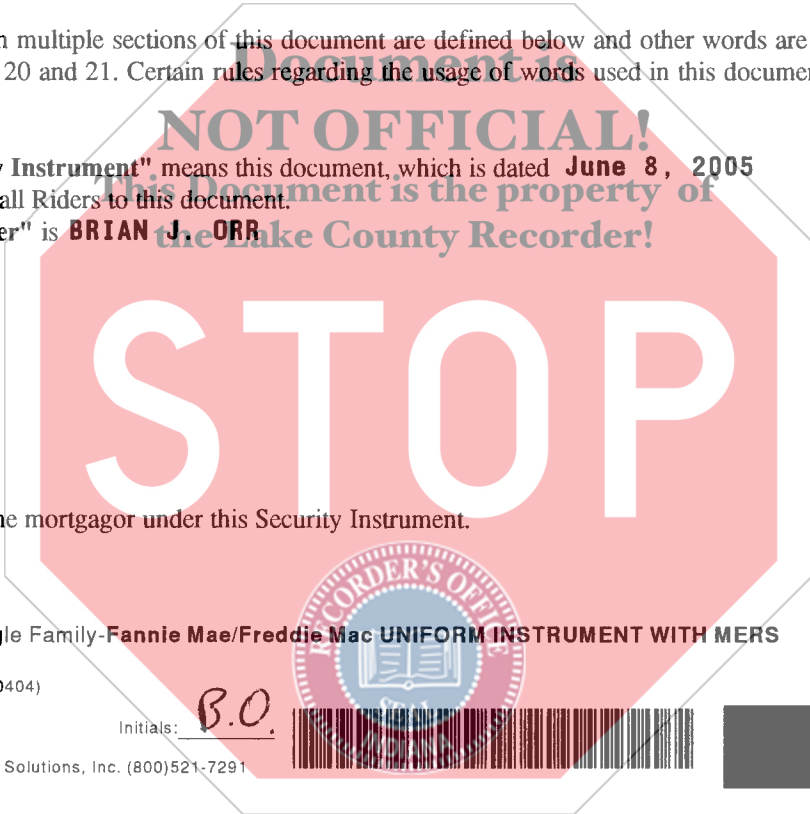 n multiple sections of this document are defined below and other words are
Document is
20 and 21. Certain rules regarding the usage of words used in this documen
NOT OFFICIAL!
y Instrument" means this document, which is dated June 8, 2005
This Document is the property of
all Riders to this document.
er" is BRIAN J. ORR
the Lake County Recorder!
STOP
ne mortgagor under this Security Instrument.
RECORDER'S OFFICE
gle Family-Fannie Mae/Freddie Mac UNIFORM INSTRUMENT WITH MERS
0404)
SEAL
Initials: B.O.
INDIANA
Solutions, Inc. (800)521-7291